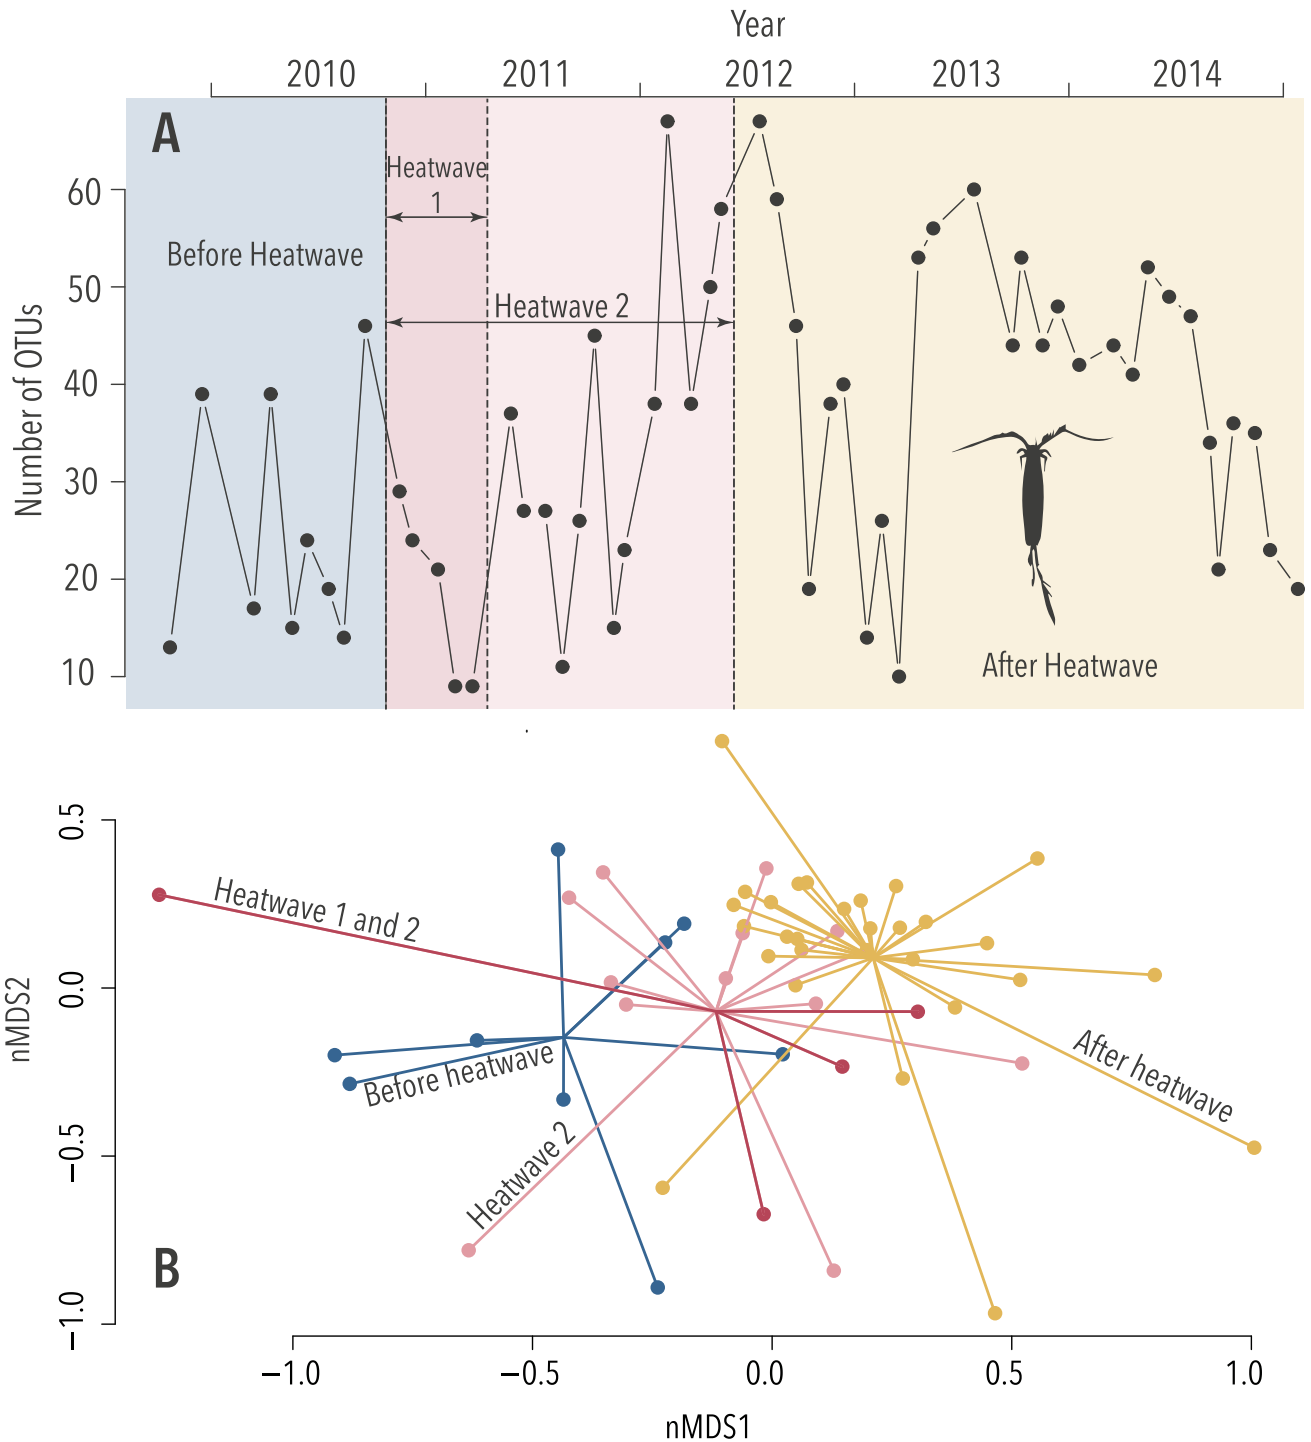 Year
2010 2011 2012 2013 2014
A
Heatwave
1
60
Before Heatwave
50
Heatwave 2
Number of OTUs
40
30
20
10
After Heatwave
0.5
Heatwave 1 and 2
0.0
nMDS2
After heatwave
Before heatwave
Heatwave 2
−0.5
B
−1.0
−1.0 −0.5 0.0 0.5 1.0
nMDS1